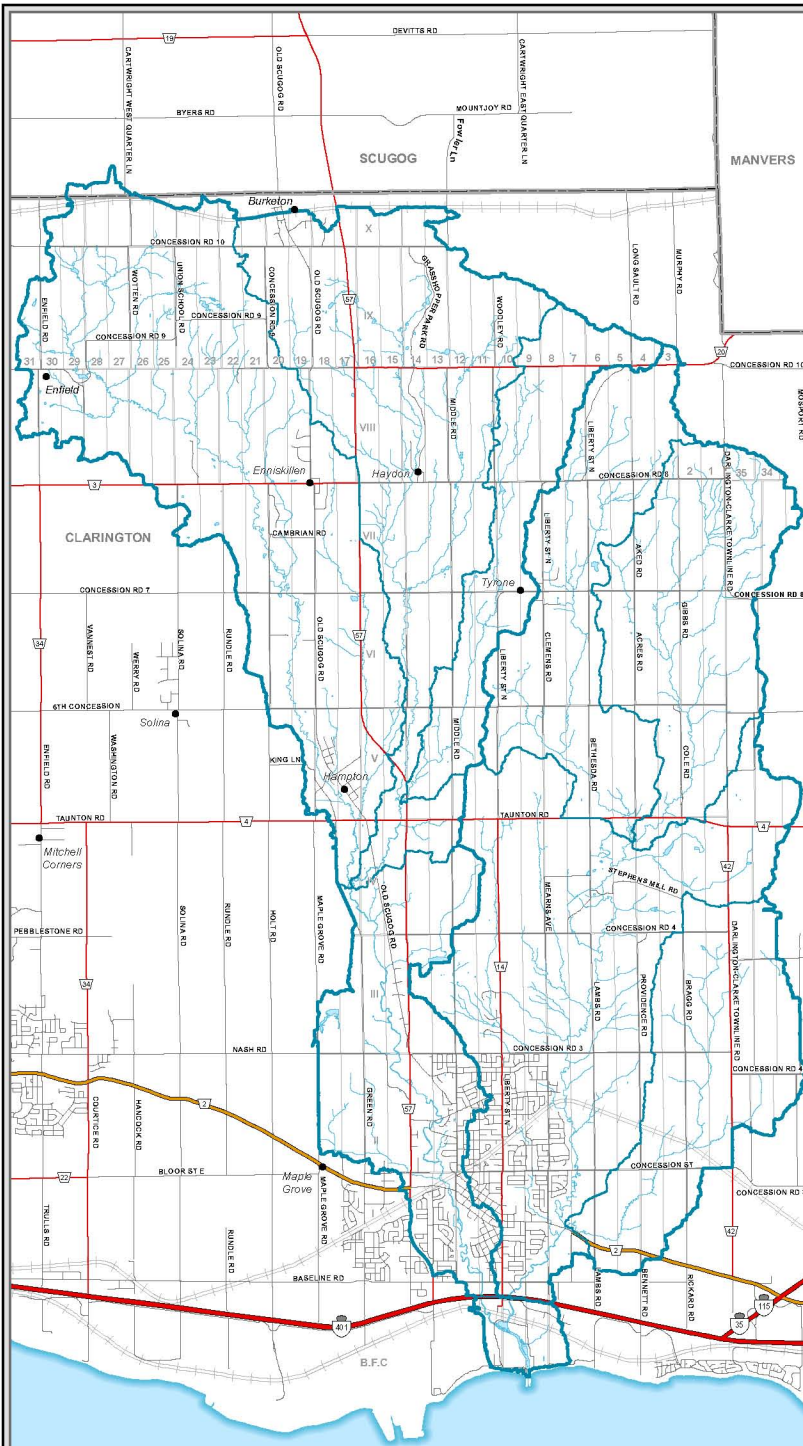 DEVITTS RD
19
CARTWRIGHT WEST QUARTER LN
OLD SCUGOG RD
CARTWRIGHT EAST QUARTER LN
BYERS RD
MOUNTJOY RD
Fowler Ln
SCUGOG
MANVERS
Burketon
X
CONCESSION RD 10
LONG SAULT RD
MURPHY RD
ENFIELD RD
WOTTEN RD
UNION SCHOOL RD
CONCESSION RD 9
OLD SCUGOG RD
57
GRASSHOPPER PARK RD
WOODLEY RD
IX
CONCESSION RD 9
CONCESSION RD 9
20
31 30 29 28 27 26 25 24 23 22 21 20 19 18 17 16 15 14 13 12 11 10 9 8 7 6 5 4 3
CONCESSION RD 10
MOSPORT RD
Enfield
MIDDLE RD
LIBERTY ST N
VIII
Enniskillen
Haydon
3
CONCESSION RD 8
2 1 35 34
DARLINGTON-CLARKE TOWNLINE RD
CLARINGTON
CAMBRIAN RD
VII
LIBERTY ST N
AKED RD
Tyrone
CONCESSION RD 7
CONCESSION RD 8
34
VANNEST RD
WERRY RD
SOLINA RD
RUNDLE RD
OLD SCUGOG RD
57
VI
LIBERTY ST N
CLEMENS RD
ACRES RD
GIBBS RD
6TH CONCESSION
Solina
ENFIELD RD
WASHINGTON RD
KING LN
Hampton
V
MIDDLE RD
BETHESDA RD
COLE RD
TAUNTON RD
4
TAUNTON RD
4
Mitchell
Corners
42
STEPHENS MILL RD
IV
SOLINA RD
RUNDLE RD
HOLT RD
MAPLE GROVE RD
OLD SCUGOG RD
MEARNS AVE
PEBBLESTONE RD
CONCESSION RD 4
DARLINGTON-CLARKE TOWNLINE RD
34
14
III
LAMBS RD
PROVIDENCE RD
BRAGG RD
NASH RD
CONCESSION RD 3
CONCESSION RD 4
2
COURTICE RD
HANCOCK RD
GREEN RD
57
LIBERTY ST N
II
22
BLOOR ST E
Maple
Grove
CONCESSION ST
TRULLS RD
RUNDLE RD
MAPLE GROVE RD
42
2
BASELINE RD
LAMBS RD
BENNETT RD
RICKARD RD
401
35
115
B.F.C